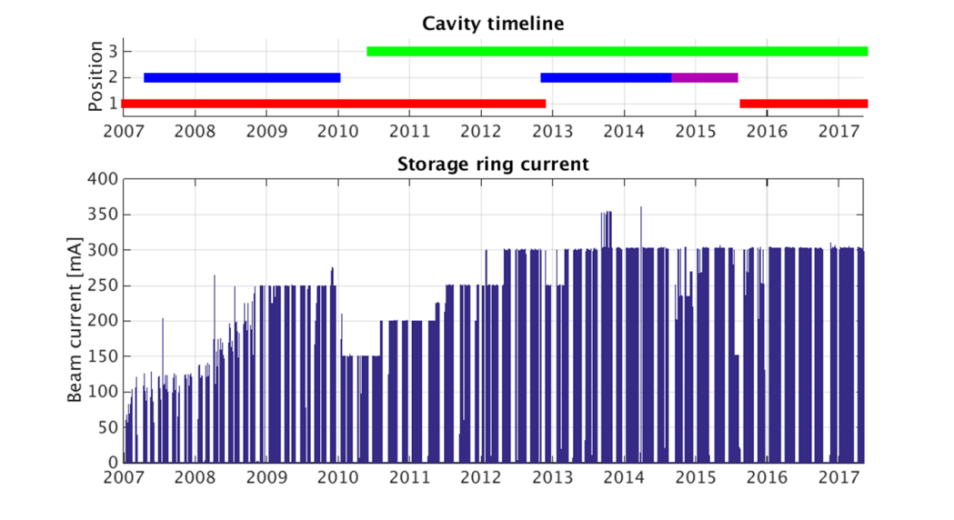 Cavity timeline
Position
3
2
1
2007 2008 2009 2010 2011 2012 2013 2014 2015 2016 2017
Storage ring current
Beam current [mA]
400
350
300
250
200
150
100
50
0
2007 2008 2009 2010 2011 2012 2013 2014 2015 2016 2017